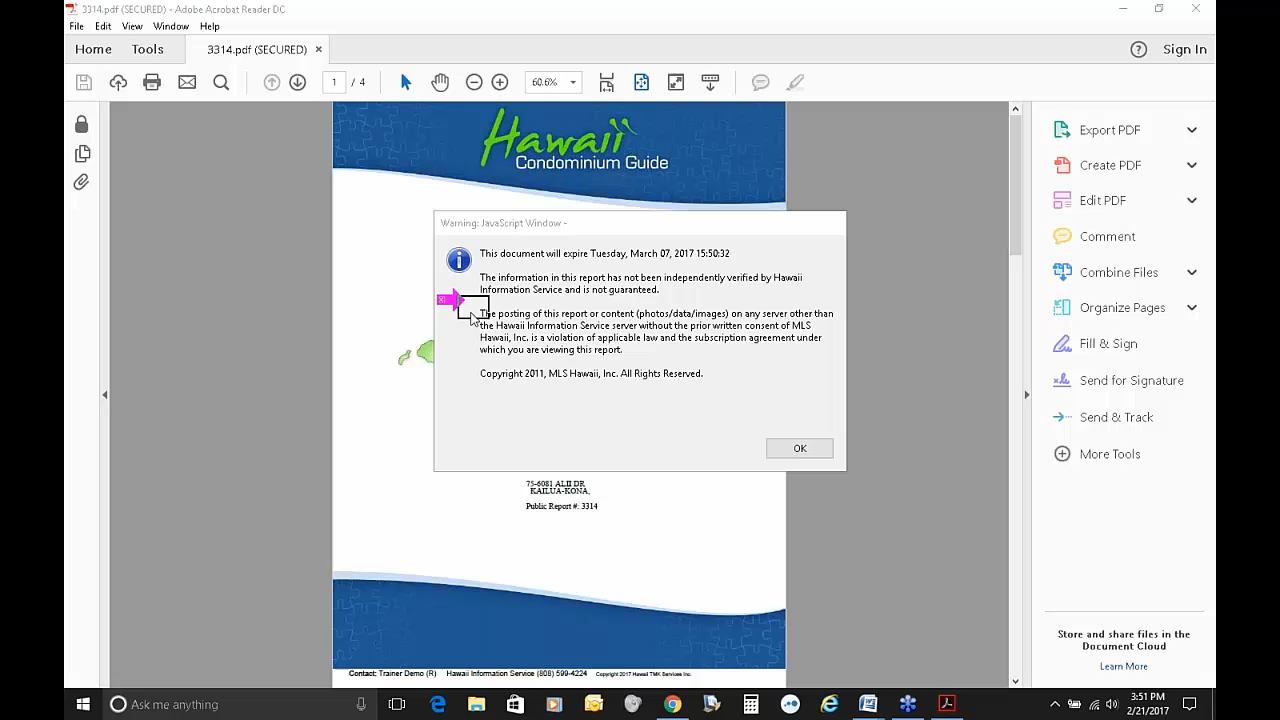 3314.pdf (SECURED) - Adobe Acrobat Reader DC
File Edit View Window Help
Home Tools 3314.pdf (SECURED) × Sign In
1 / 4 60.6%
Hawaii
Condominium Guide
Warning: JavaScript Window -
This document will expire Tuesday, March 07, 2017 15:50:32
The information in this report has not been independently verified by Hawaii
Information Service and is not guaranteed.
The posting of this report or content (photos/data/images) on any server other than
the Hawaii Information Service server without the prior written consent of MLS
Hawaii, Inc. is a violation of applicable law and the subscription agreement under
which you are viewing this report.
Copyright 2011, MLS Hawaii, Inc. All Rights Reserved.
OK
75-6081 ALII DR
KAILUA-KONA,
Public Report #: 3314
Contact: Trainer Demo (R) Hawaii Information Service (808) 599-4224 Copyright 2017 Hawaii TMK Services Inc.
Export PDF
Create PDF
Edit PDF
Comment
Combine Files
Organize Pages
Fill & Sign
Send for Signature
Send & Track
More Tools
Store and share files in the
Document Cloud
Learn More
Ask me anything
3:51 PM
2/21/2017